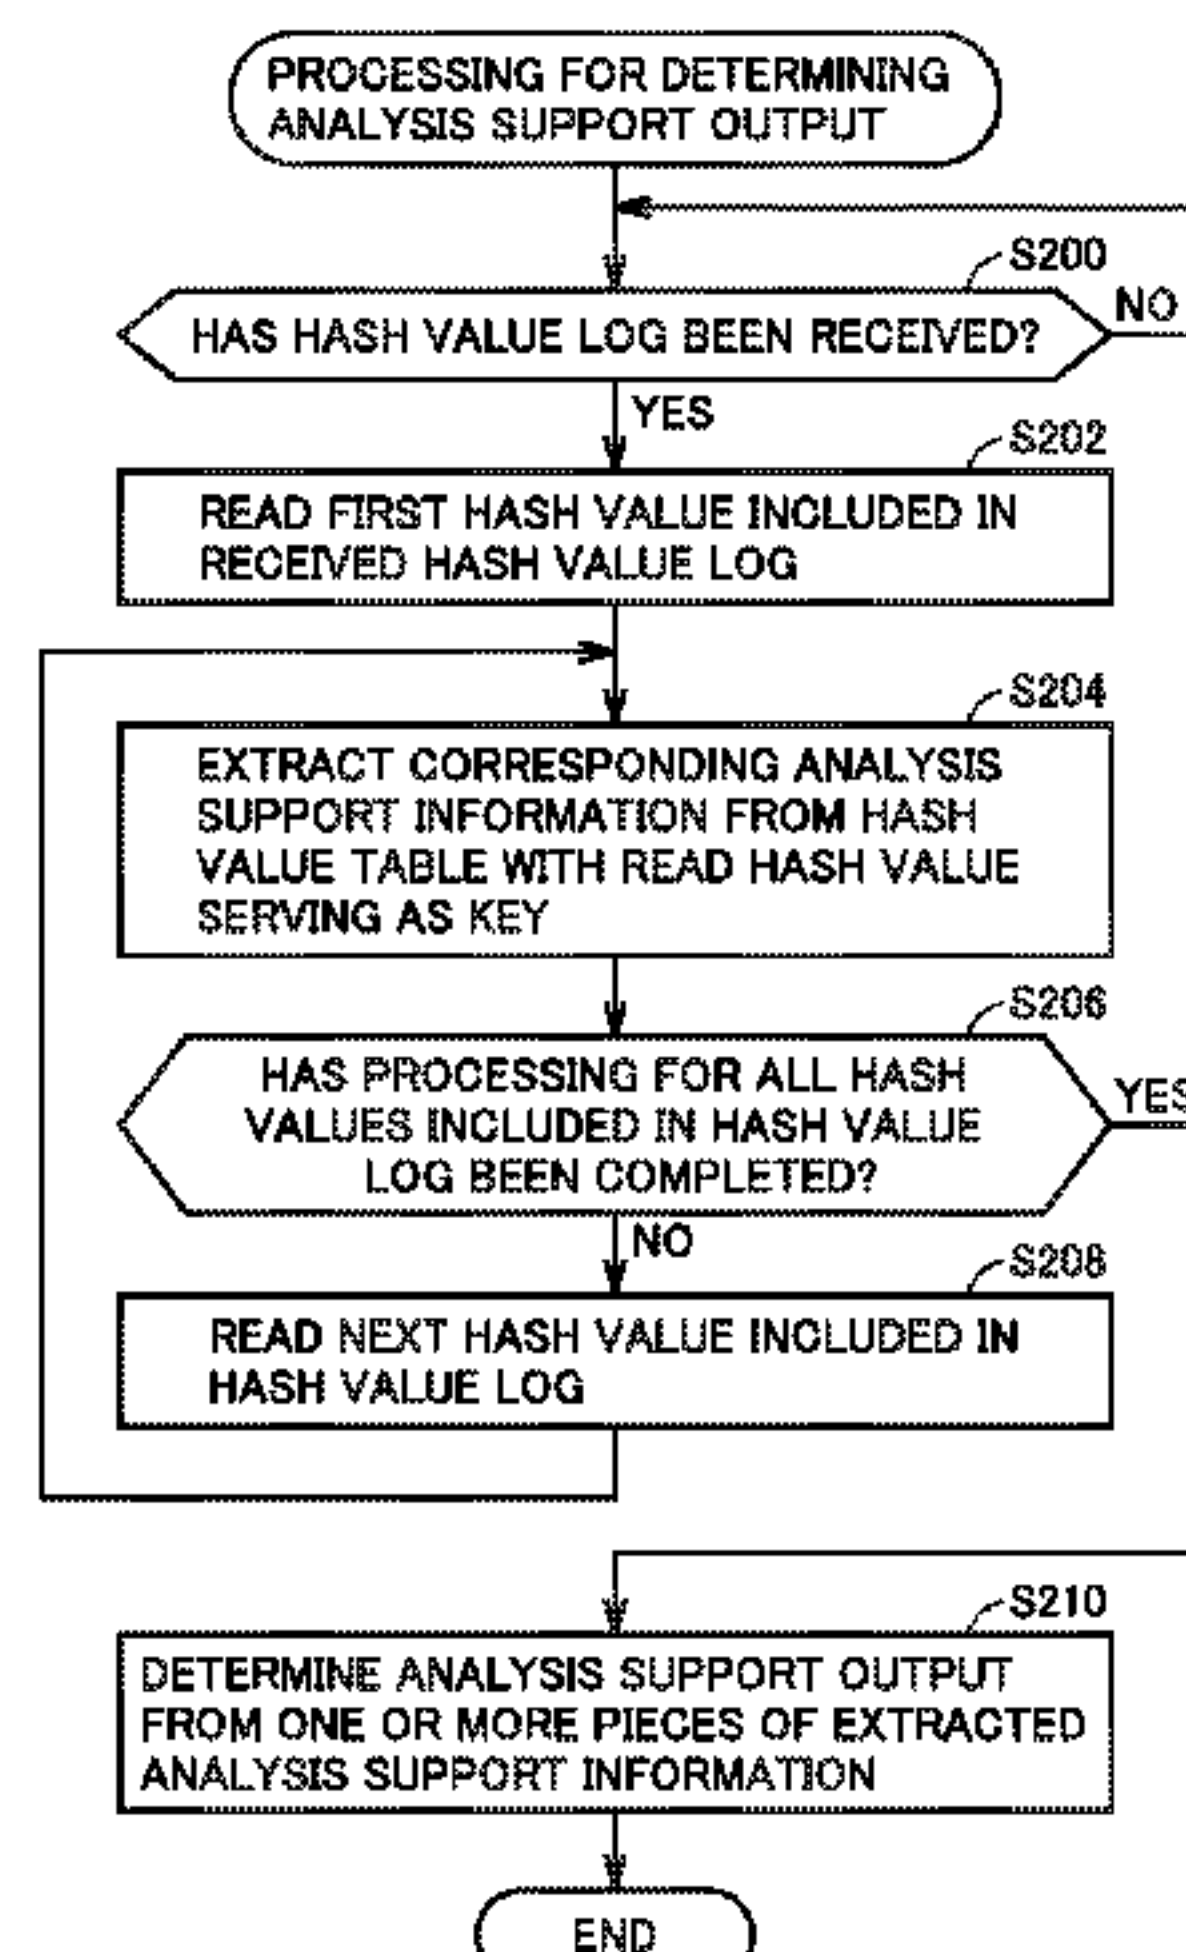 PROCESSING FOR DETERMINING
ANALYSIS SUPPORT OUTPUT
S200
HAS HASH VALUE LOG BEEN RECEIVED?
NO
YES
S202
READ FIRST HASH VALUE INCLUDED IN
RECEIVED HASH VALUE LOG
S204
EXTRACT CORRESPONDING ANALYSIS
SUPPORT INFORMATION FROM HASH
VALUE TABLE WITH READ HASH VALUE
SERVING AS KEY
S206
HAS PROCESSING FOR ALL HASH
VALUES INCLUDED IN HASH VALUE
LOG BEEN COMPLETED?
YES
NO
S208
READ NEXT HASH VALUE INCLUDED IN
HASH VALUE LOG
S210
DETERMINE ANALYSIS SUPPORT OUTPUT
FROM ONE OR MORE PIECES OF EXTRACTED
ANALYSIS SUPPORT INFORMATION
END